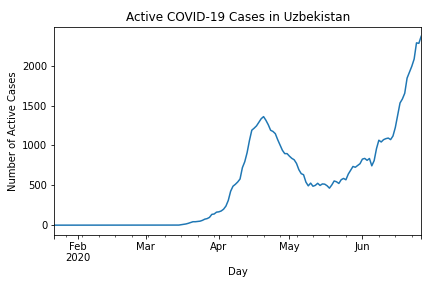 Active COVID-19 Cases in Uzbekistan
Number of Active Cases
2000
1500
1000
500
0
Feb
2020
Mar
Apr
May
Jun
Day